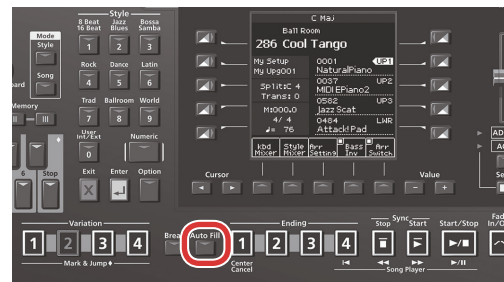 Mode
Style
Song
Memory
II III
Style
8 Beat 16 Beat
Jazz Blues
Bossa Samba
1 2 3
Rock Dance Latin
4 5 6
Trad Ballroom World
7 8 9
User Int/Ext
Numeric
0
Exit Enter Option
6 Stop
C Maj
Ball Room
286 Cool Tango
My Setup
My Upg001
0001 UP1
NaturalPiano
Split:C 4
Trans: 0
0037 UP2
MIDI EPiano2
0582 UP3
Jazz Scat
M:000.0
4/ 4
♩= 76
0484 LWR
Attack!Pad
kbd Mixer
Style Mixer
Arr Setting
Bass Inv
Arr Switch
Cursor
Value
Variation
1 2 3 4
Mark & Jump
Auto Fill
Ending
1 2 3 4
Center Cancel
Sync
Stop Start
Start/Stop
Song Player